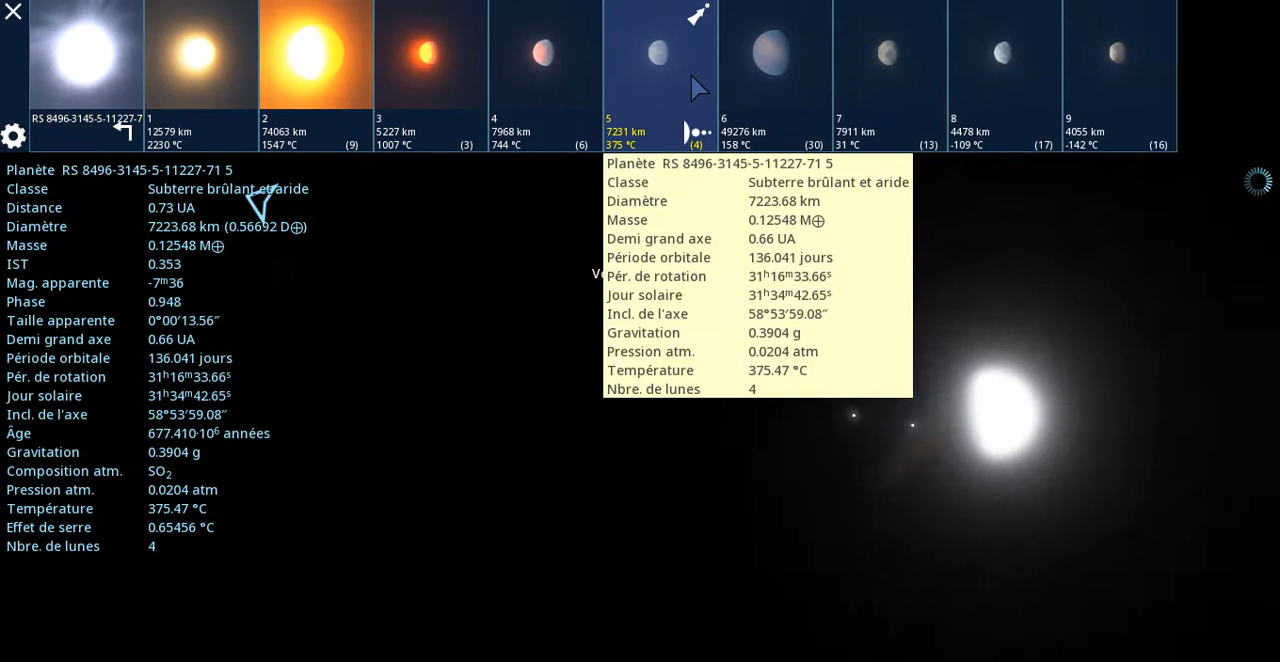 RS 8496-3145-5-11227-7
1
12579 km
2230 °C
2
74063 km
1547 °C (9)
3
5227 km
1007 °C (3)
4
7968 km
744 °C (6)
5
7231 km
375 °C (4)
6
49276 km
158 °C (30)
7
7911 km
31 °C (13)
8
4478 km
-109 °C (17)
9
4055 km
-142 °C (16)
Planète RS 8496-3145-5-11227-71 5
Classe Subterre brûlant et aride
Distance 0.73 UA
Diamètre 7223.68 km (0.56692 D⊕)
Masse 0.12548 M⊕
IST 0.353
Mag. apparente -7ᵐ36
Phase 0.948
Taille apparente 0°00′13.56″
Demi grand axe 0.66 UA
Période orbitale 136.041 jours
Pér. de rotation 31ʰ16ᵐ33.66ˢ
Jour solaire 31ʰ34ᵐ42.65ˢ
Incl. de l'axe 58°53′59.08″
Âge 677.410·10⁶ années
Gravitation 0.3904 g
Composition atm. SO₂
Pression atm. 0.0204 atm
Température 375.47 °C
Effet de serre 0.65456 °C
Nbre. de lunes 4
Planète RS 8496-3145-5-11227-71 5
Classe Subterre brûlant et aride
Diamètre 7223.68 km
Masse 0.12548 M⊕
Demi grand axe 0.66 UA
Période orbitale 136.041 jours
Pér. de rotation 31ʰ16ᵐ33.66ˢ
Jour solaire 31ʰ34ᵐ42.65ˢ
Incl. de l'axe 58°53′59.08″
Gravitation 0.3904 g
Pression atm. 0.0204 atm
Température 375.47 °C
Nbre. de lunes 4